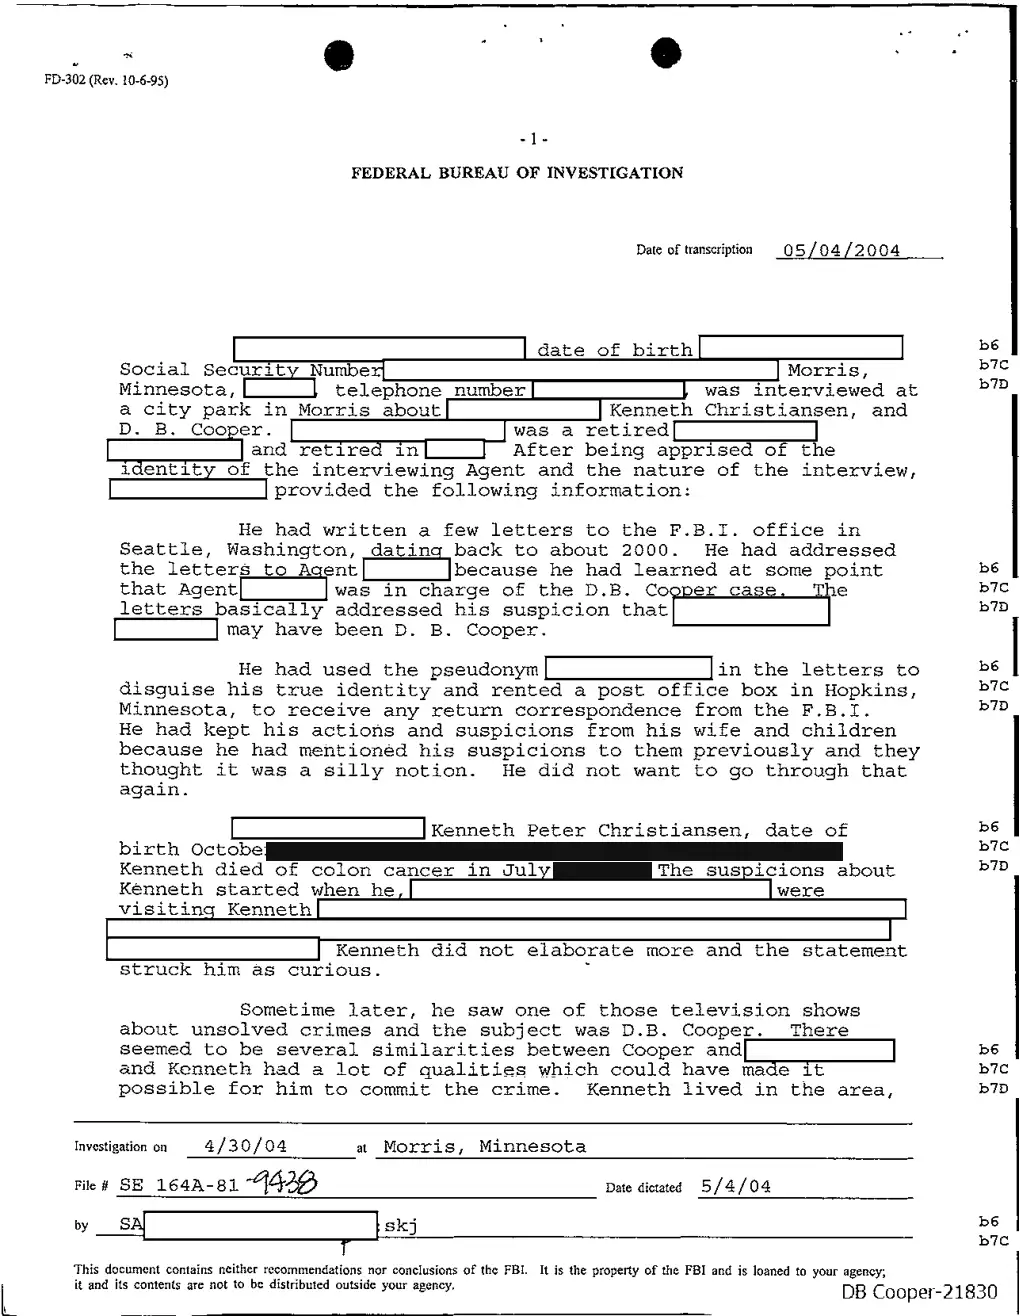 FD-302 (Rev. 10-6-95)
- 1 -
FEDERAL BUREAU OF INVESTIGATION
Date of transcription 05/04/2004
date of birth b6
Social Security Number Morris, b7C
Minnesota, , telephone number , was interviewed at b7D
a city park in Morris about Kenneth Christiansen, and
D. B. Cooper. was a retired
and retired in After being apprised of the
identity of the interviewing Agent and the nature of the interview,
provided the following information:
He had written a few letters to the F.B.I. office in
Seattle, Washington, dating back to about 2000. He had addressed
the letters to Agent because he had learned at some point b6
that Agent was in charge of the D.B. Cooper case. The b7C
letters basically addressed his suspicion that b7D
may have been D. B. Cooper.
He had used the pseudonym in the letters to b6
disguise his true identity and rented a post office box in Hopkins, b7C
Minnesota, to receive any return correspondence from the F.B.I. b7D
He had kept his actions and suspicions from his wife and children
because he had mentioned his suspicions to them previously and they
thought it was a silly notion. He did not want to go through that
again.
Kenneth Peter Christiansen, date of b6
birth Octobe b7C
Kenneth died of colon cancer in July The suspicions about b7D
Kenneth started when he, were
visiting Kenneth
Kenneth did not elaborate more and the statement
struck him as curious.
Sometime later, he saw one of those television shows
about unsolved crimes and the subject was D.B. Cooper. There
seemed to be several similarities between Cooper and b6
and Kenneth had a lot of qualities which could have made it b7C
possible for him to commit the crime. Kenneth lived in the area, b7D
Investigation on 4/30/04 at Morris, Minnesota
File # SE 164A-81 -9438 Date dictated 5/4/04
by SA : skj b6
b7C
This document contains neither recommendations nor conclusions of the FBI. It is the property of the FBI and is loaned to your agency;
it and its contents are not to be distributed outside your agency.
DB Cooper-21830